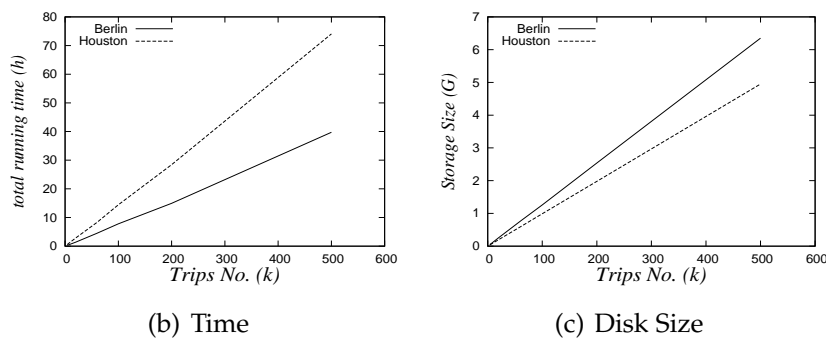 80
70
60
50
40
30
20
10
0
total running time (h)
Berlin
Houston
0 100 200 300 400 500 600
Trips No. (k)
(b) Time
7
6
5
4
3
2
1
0
Storage Size (G)
Berlin
Houston
0 100 200 300 400 500 600
Trips No. (k)
(c) Disk Size